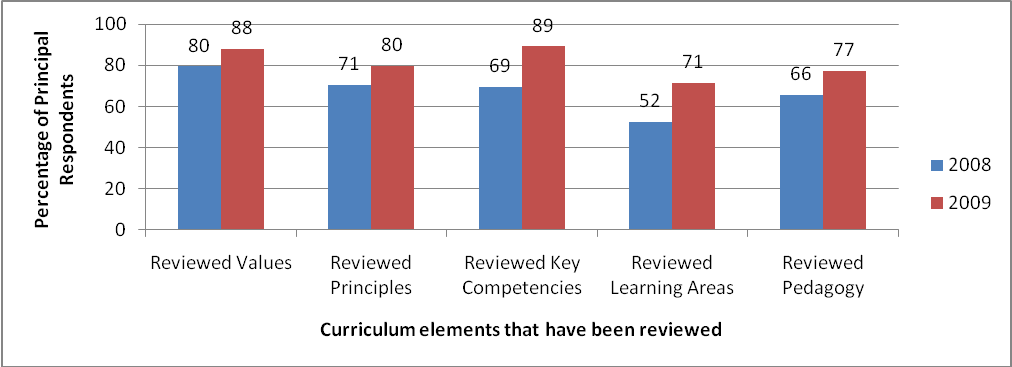 Percentage of Principal
Respondents
100
80
60
40
20
0
80
88
71
80
69
89
52
71
66
77
2008
2009
Reviewed Values
Reviewed
Principles
Reviewed Key
Competencies
Reviewed
Learning Areas
Reviewed
Pedagogy
Curriculum elements that have been reviewed